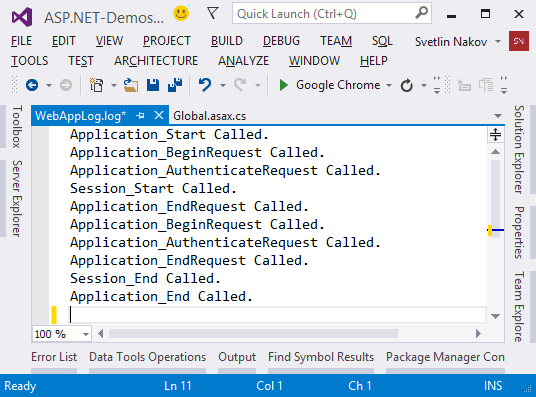 ASP.NET-Demos...
Quick Launch (Ctrl+Q)
FILE EDIT VIEW PROJECT BUILD DEBUG TEAM SQL Svetlin Nakov SN
TOOLS TEST ARCHITECTURE ANALYZE WINDOW HELP
Google Chrome
WebAppLog.log* Global.asax.cs
Toolbox
Server Explorer
Application_Start Called.
Application_BeginRequest Called.
Application_AuthenticateRequest Called.
Session_Start Called.
Application_EndRequest Called.
Application_BeginRequest Called.
Application_AuthenticateRequest Called.
Application_EndRequest Called.
Session_End Called.
Application_End Called.
Solution Explorer
Properties
Team Explore
100 %
Error List Data Tools Operations Output Find Symbol Results Package Manager Con
Ready Ln 11 Col 1 Ch 1 INS